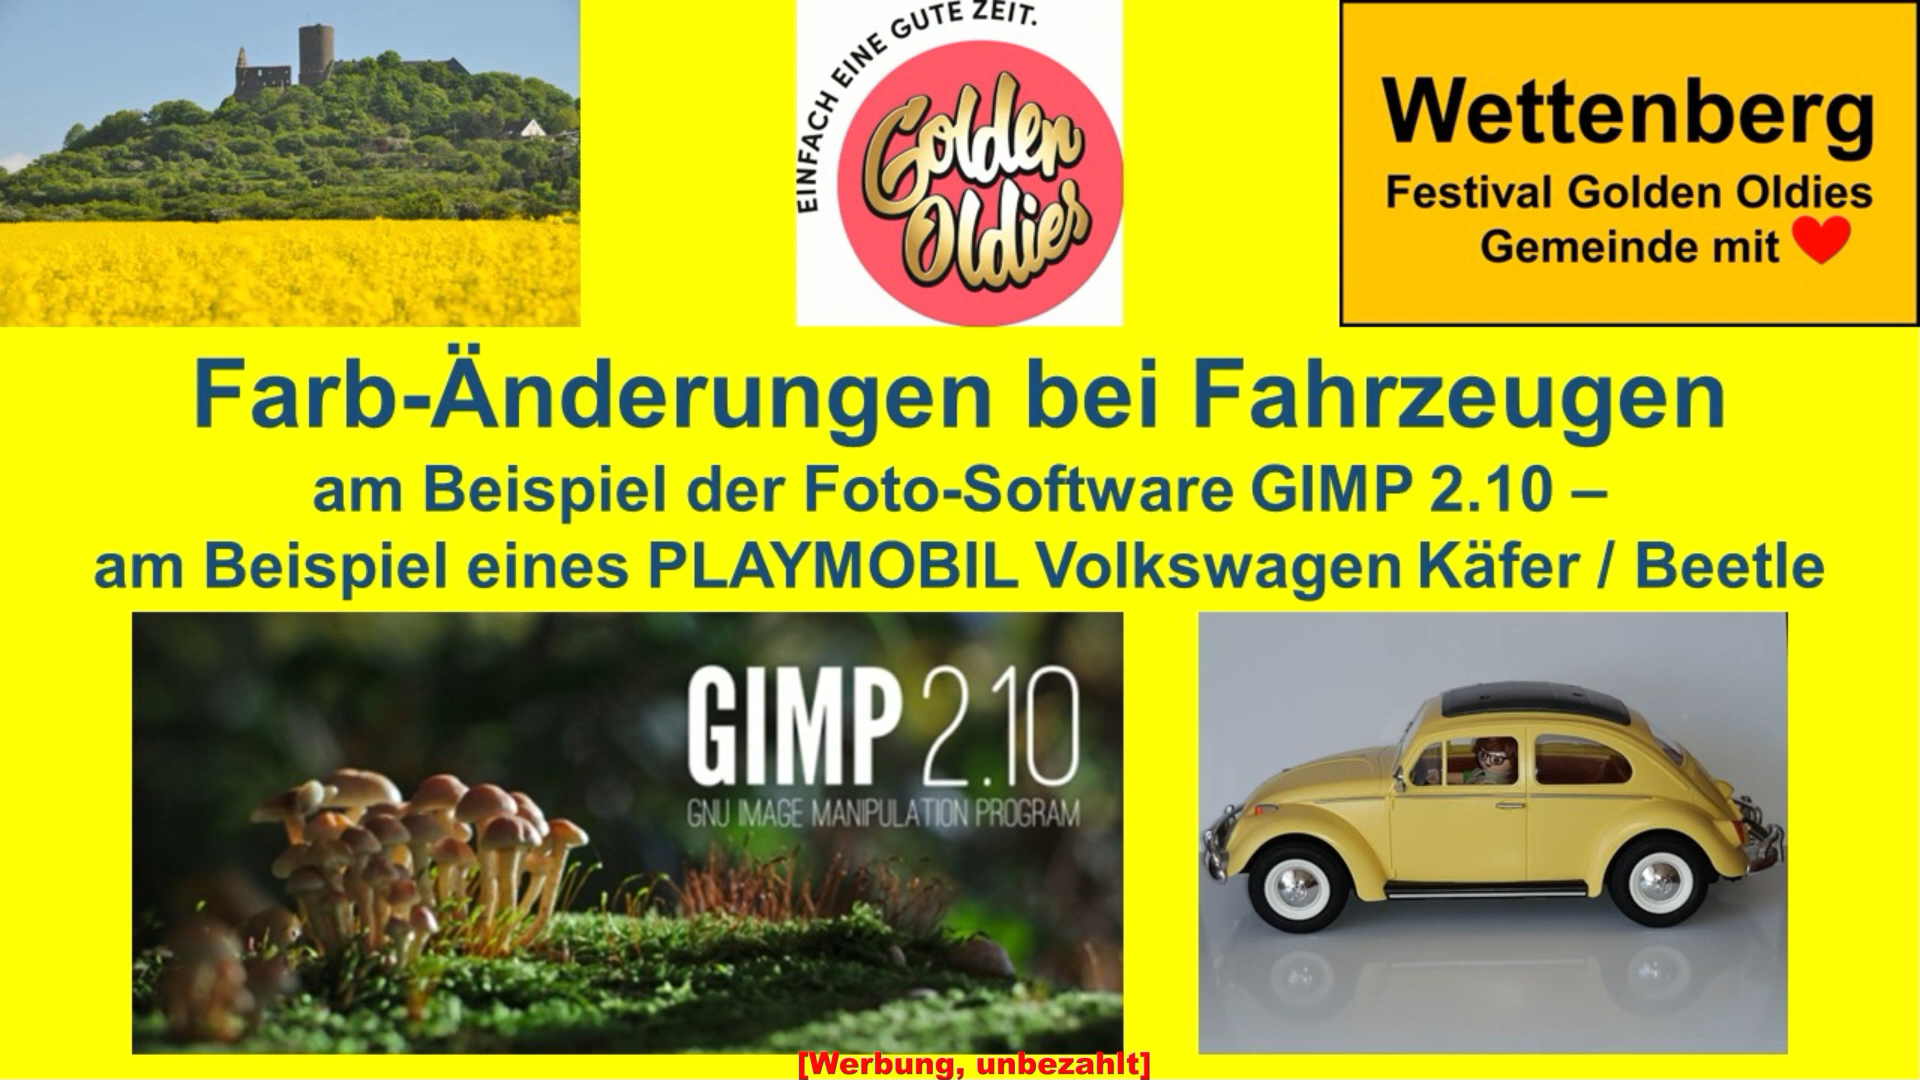 EINFACH EINE GUTE ZEIT.
Golden
Oldies
Wettenberg
Festival Golden Oldies
Gemeinde mit ❤
Farb-Änderungen bei Fahrzeugen
am Beispiel der Foto-Software GIMP 2.10 –
am Beispiel eines PLAYMOBIL Volkswagen Käfer / Beetle
GIMP 2.10
GNU IMAGE MANIPULATION PROGRAM
[Werbung, unbezahlt]